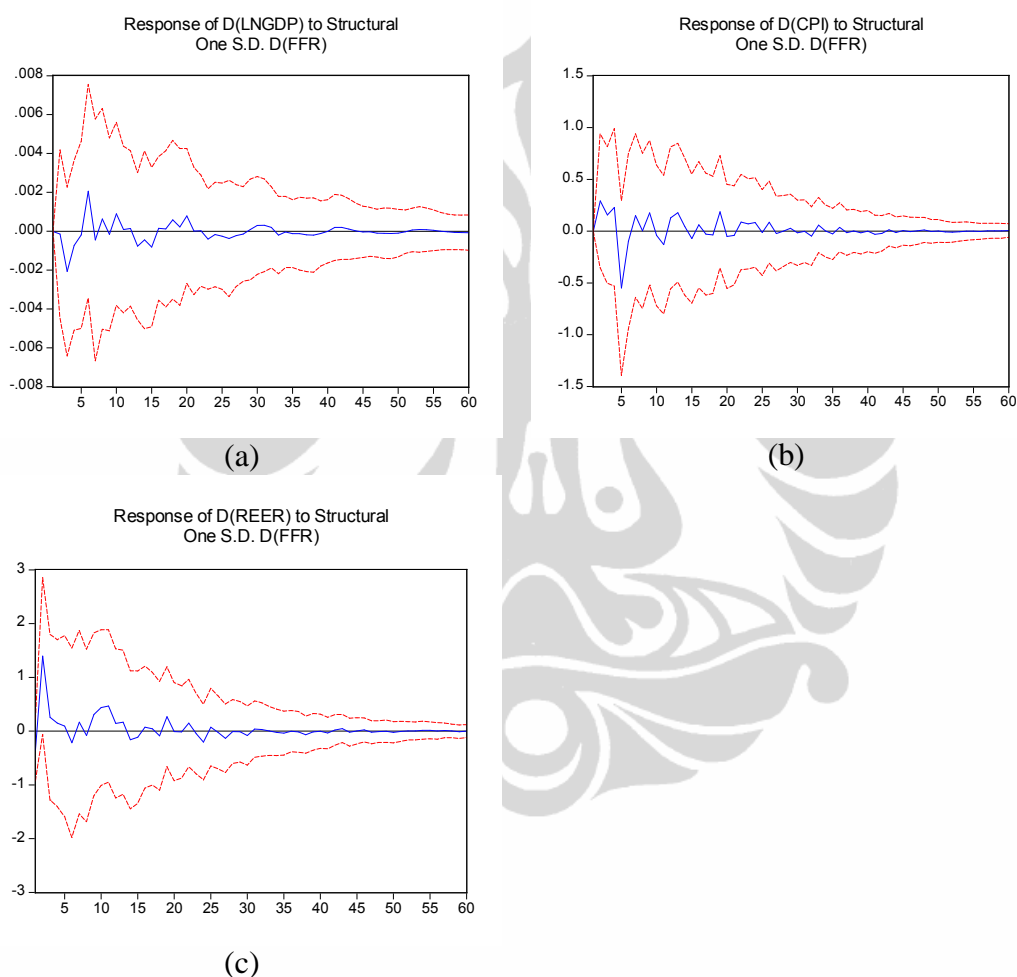 Response of D(LNGDP) to Structural
One S.D. D(FFR)
.008
.006
.004
.002
.000
-.002
-.004
-.006
-.008
5 10 15 20 25 30 35 40 45 50 55 60
(a)
Response of D(CPI) to Structural
One S.D. D(FFR)
1.5
1.0
0.5
0.0
-0.5
-1.0
-1.5
5 10 15 20 25 30 35 40 45 50 55 60
(b)
Response of D(REER) to Structural
One S.D. D(FFR)
3
2
1
0
-1
-2
-3
5 10 15 20 25 30 35 40 45 50 55 60
(c)